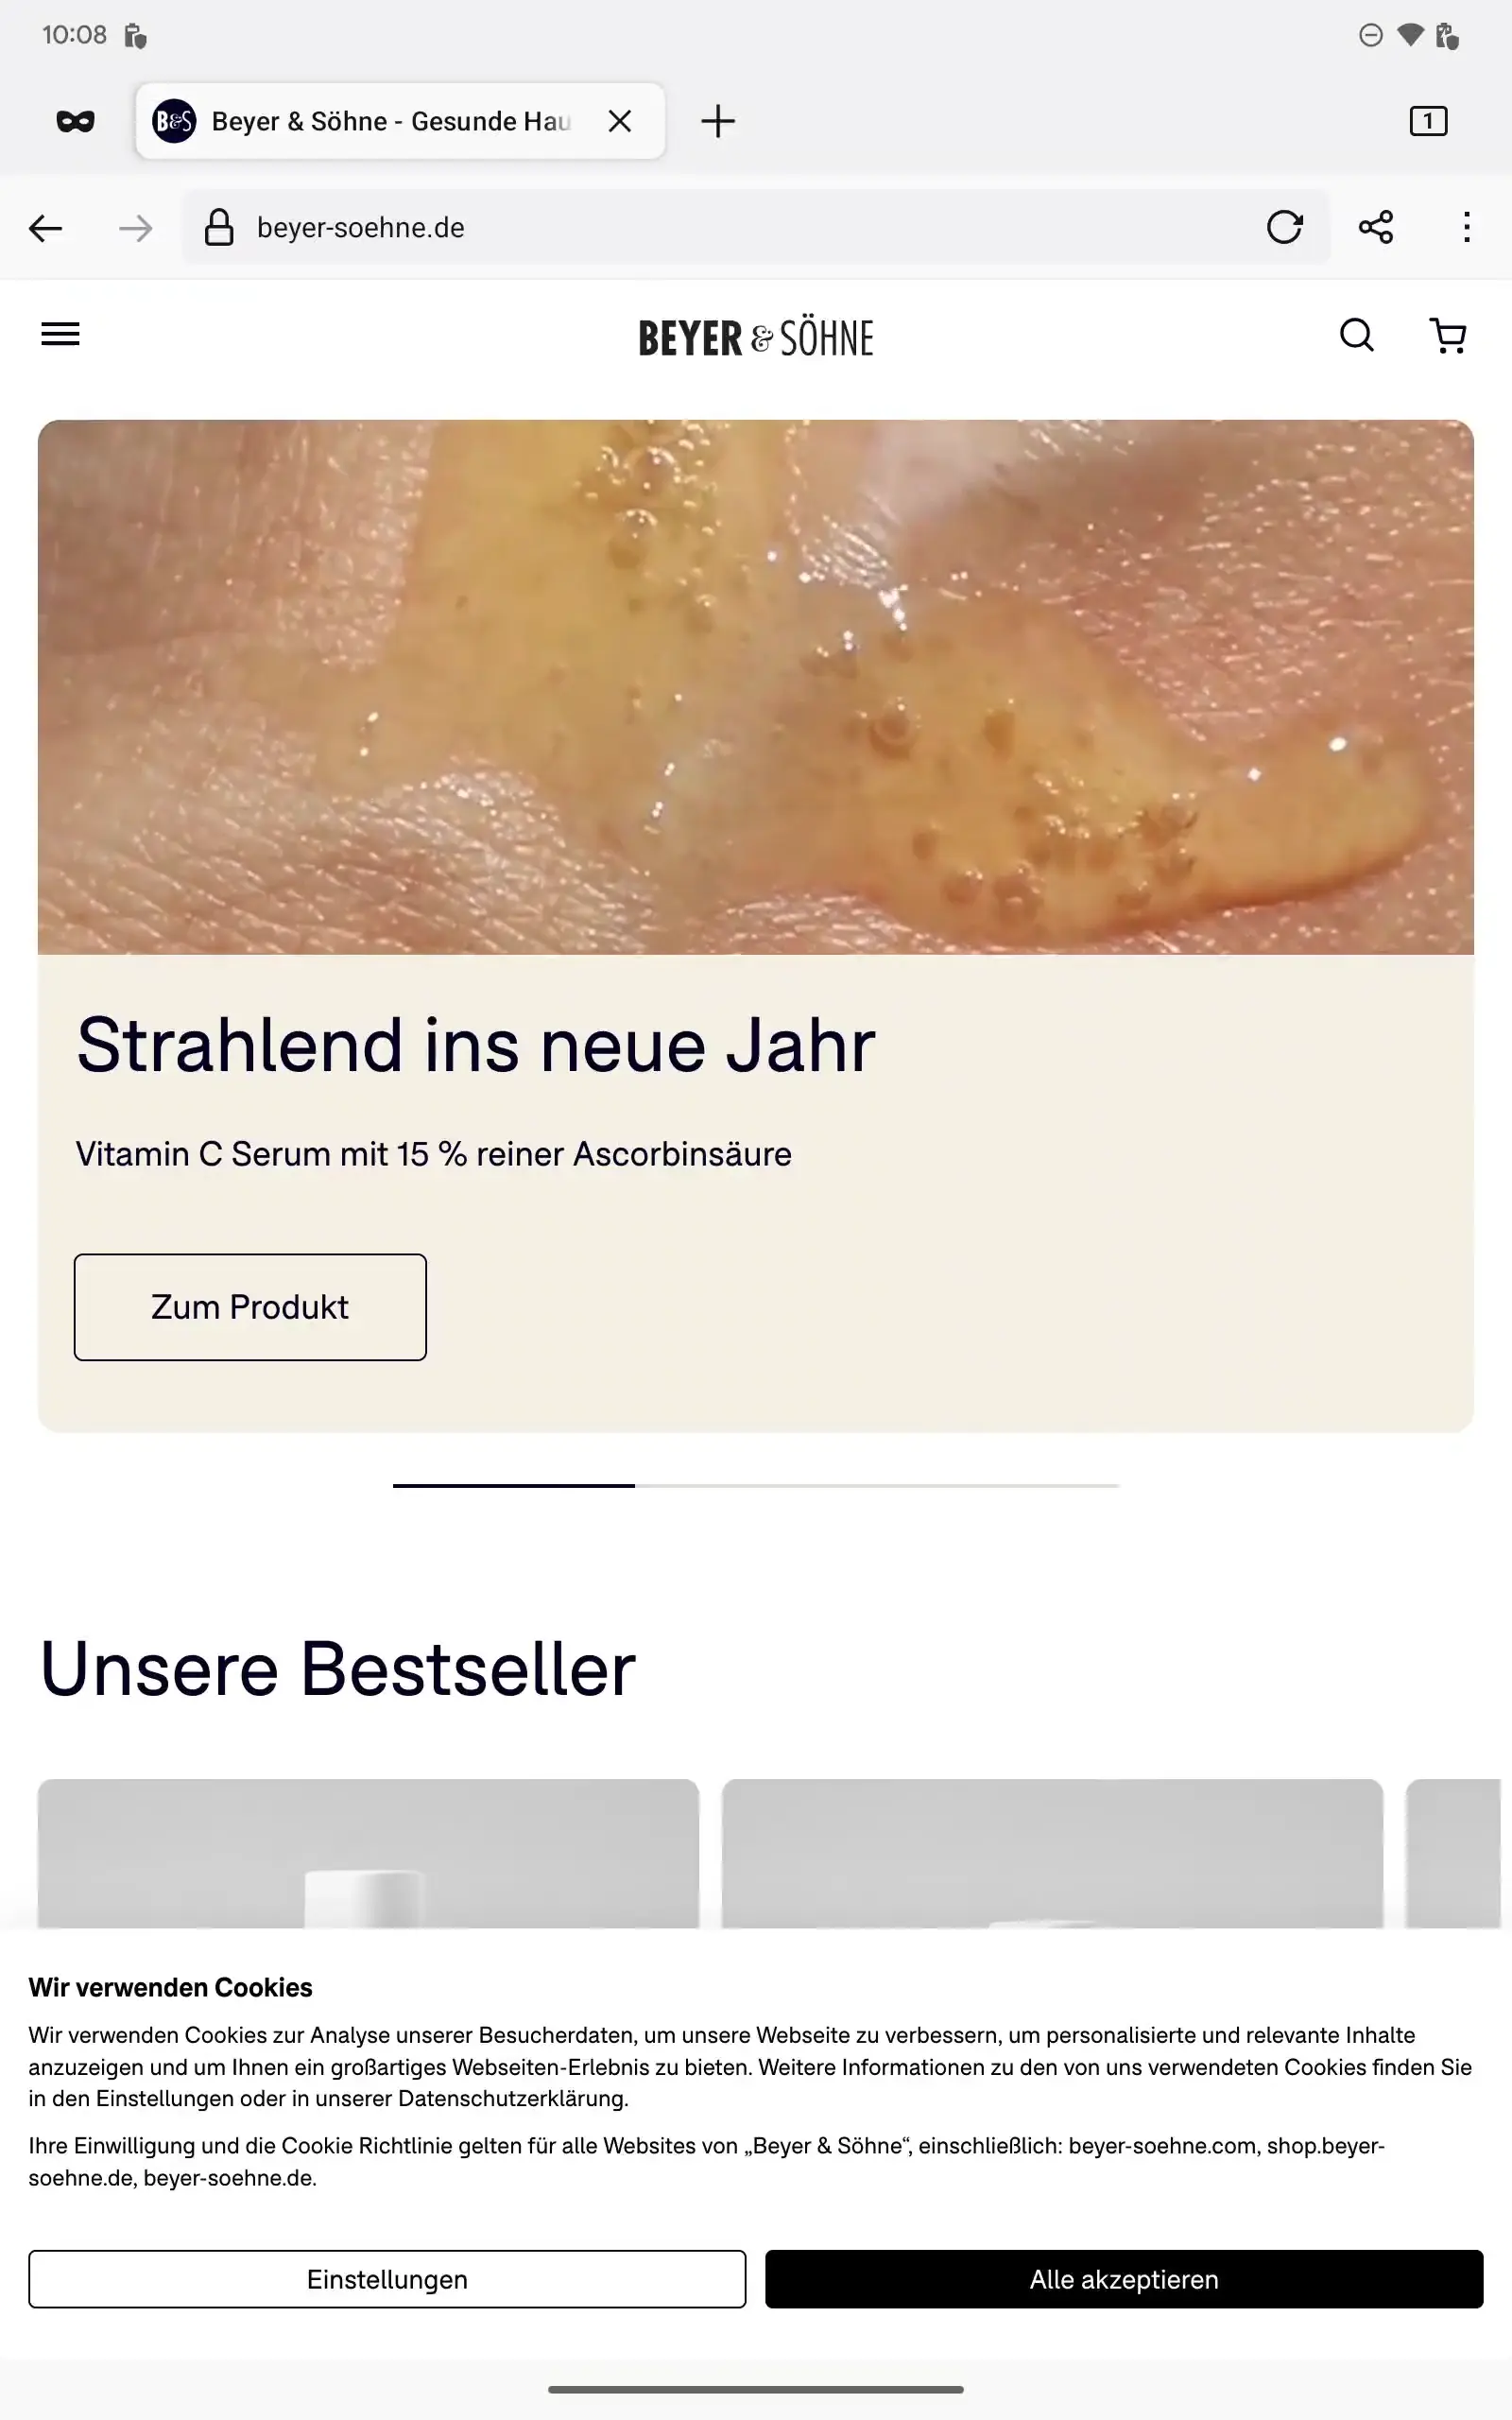 10:08
B&S Beyer & Söhne - Gesunde Hau
1
beyer-soehne.de
BEYER & SÖHNE
Strahlend ins neue Jahr
Vitamin C Serum mit 15 % reiner Ascorbinsäure
Zum Produkt
Unsere Bestseller
Wir verwenden Cookies
Wir verwenden Cookies zur Analyse unserer Besucherdaten, um unsere Webseite zu verbessern, um personalisierte und relevante Inhalte
anzuzeigen und um Ihnen ein großartiges Webseiten-Erlebnis zu bieten. Weitere Informationen zu den von uns verwendeten Cookies finden Sie
in den Einstellungen oder in unserer Datenschutzerklärung.
Ihre Einwilligung und die Cookie Richtlinie gelten für alle Websites von „Beyer & Söhne“, einschließlich: beyer-soehne.com, shop.beyer-
soehne.de, beyer-soehne.de.
Einstellungen
Alle akzeptieren